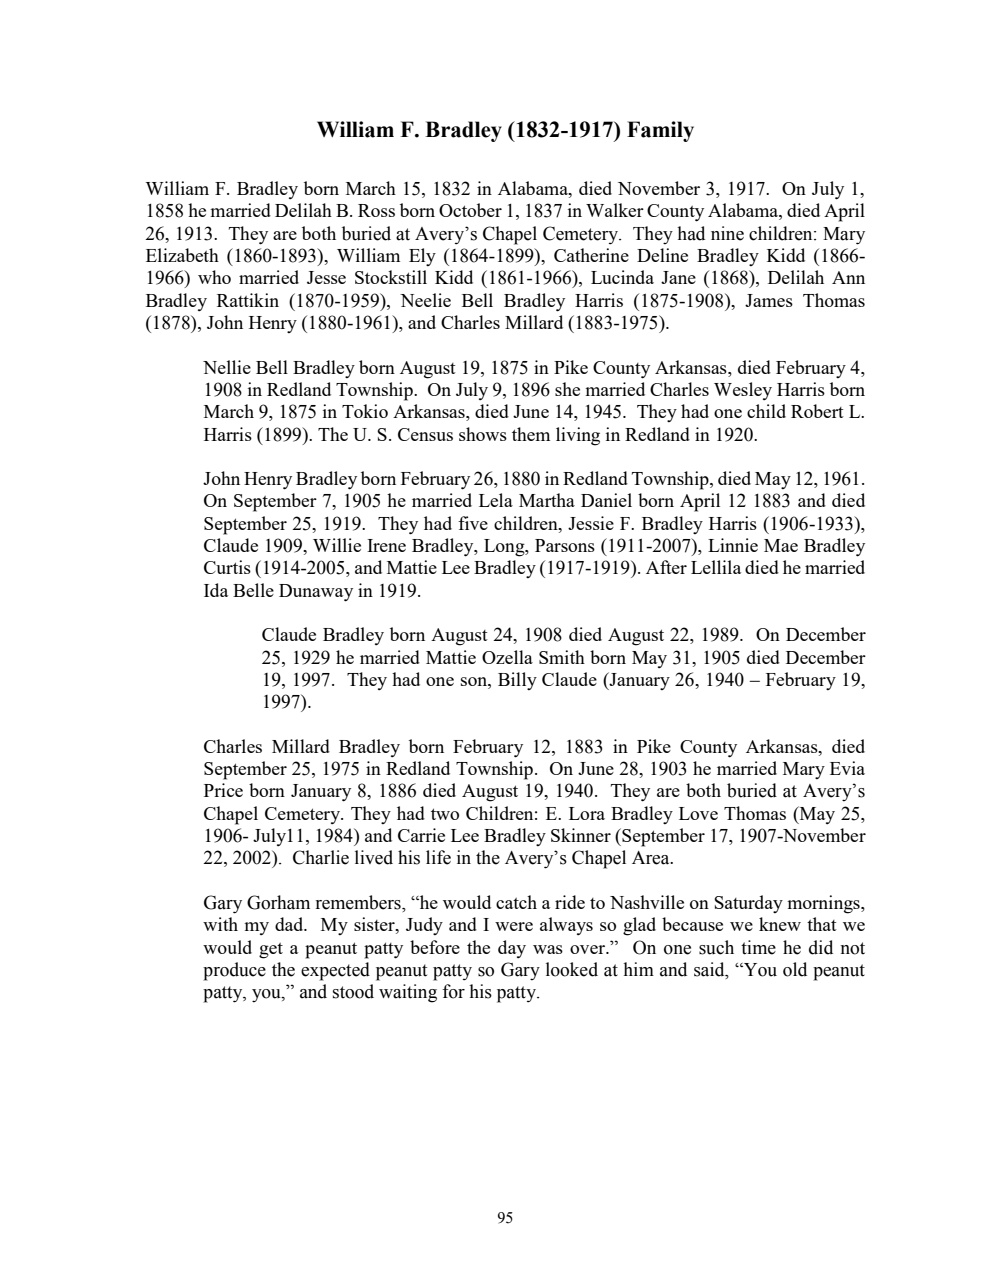 William F. Bradley (1832-1917) Family
William F. Bradley born March 15, 1832 in Alabama, died November 3, 1917.  On July 1,
1858 he married Delilah B. Ross born October 1, 1837 in Walker County Alabama, died April
26, 1913.  They are both buried at Avery’s Chapel Cemetery.  They had nine children: Mary
Elizabeth (1860-1893), William Ely (1864-1899), Catherine Deline Bradley Kidd (1866-
1966) who married Jesse Stockstill Kidd (1861-1966), Lucinda Jane (1868), Delilah Ann
Bradley Rattikin (1870-1959), Neelie Bell Bradley Harris (1875-1908), James Thomas
(1878), John Henry (1880-1961), and Charles Millard (1883-1975).
Nellie Bell Bradley born August 19, 1875 in Pike County Arkansas, died February 4,
1908 in Redland Township.  On July 9, 1896 she married Charles Wesley Harris born
March 9, 1875 in Tokio Arkansas, died June 14, 1945.  They had one child Robert L.
Harris (1899). The U. S. Census shows them living in Redland in 1920.
John Henry Bradley born February 26, 1880 in Redland Township, died May 12, 1961.
On September 7, 1905 he married Lela Martha Daniel born April 12 1883 and died
September 25, 1919.  They had five children, Jessie F. Bradley Harris (1906-1933),
Claude 1909, Willie Irene Bradley, Long, Parsons (1911-2007), Linnie Mae Bradley
Curtis (1914-2005, and Mattie Lee Bradley (1917-1919). After Lellila died he married
Ida Belle Dunaway in 1919.
Claude Bradley born August 24, 1908 died August 22, 1989.  On December
25, 1929 he married Mattie Ozella Smith born May 31, 1905 died December
19, 1997.  They had one son, Billy Claude (January 26, 1940 – February 19,
1997).
Charles Millard Bradley born February 12, 1883 in Pike County Arkansas, died
September 25, 1975 in Redland Township.  On June 28, 1903 he married Mary Evia
Price born January 8, 1886 died August 19, 1940.  They are both buried at Avery’s
Chapel Cemetery. They had two Children: E. Lora Bradley Love Thomas (May 25,
1906- July11, 1984) and Carrie Lee Bradley Skinner (September 17, 1907-November
22, 2002).  Charlie lived his life in the Avery’s Chapel Area.
Gary Gorham remembers, “he would catch a ride to Nashville on Saturday mornings,
with my dad.  My sister, Judy and I were always so glad because we knew that we
would get a peanut patty before the day was over.”  On one such time he did not
produce the expected peanut patty so Gary looked at him and said, “You old peanut
patty, you,” and stood waiting for his patty.
95